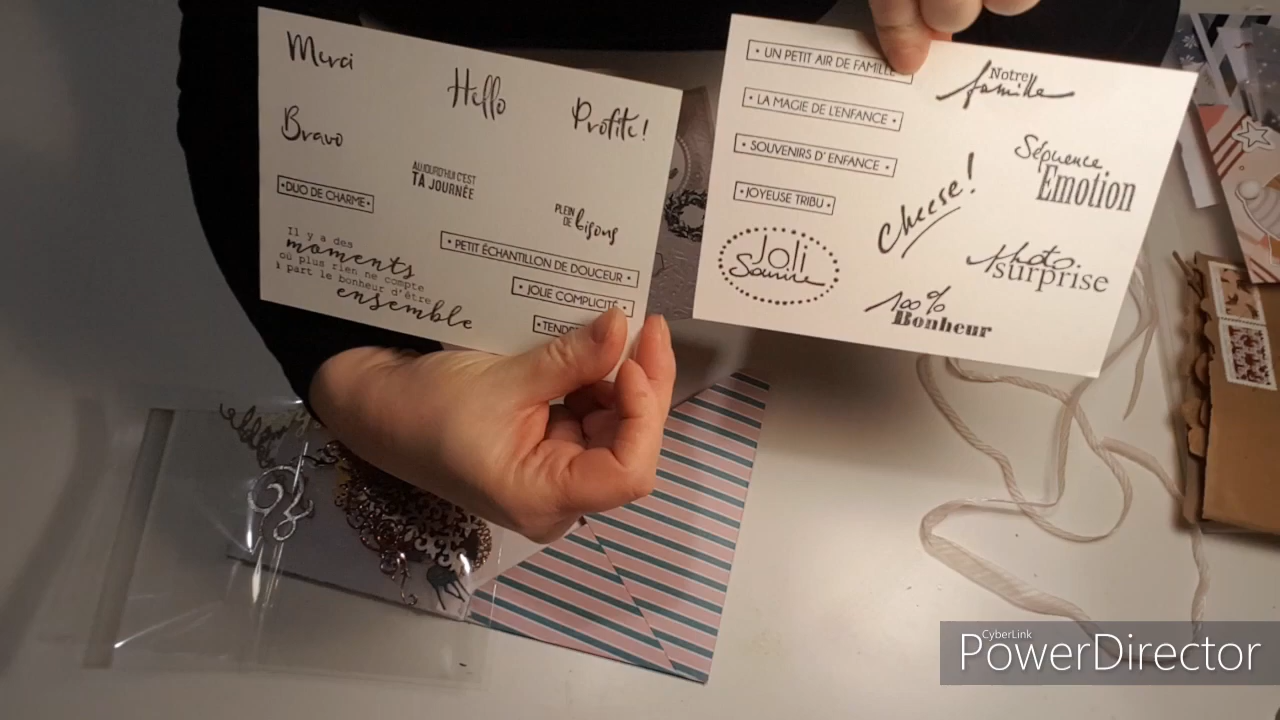 Merci
Hello
Profite!
Bravo
AUJOURD'HUI C'EST
TA JOURNÉE
• DUO DE CHARME •
PLEIN
DE bisous
Il y a des
moments
où plus rien ne compte
à part le bonheur d'être
ensemble
• PETIT ÉCHANTILLON DE DOUCEUR •
• JOLIE COMPLICITÉ •
• UN PETIT AIR DE FAMILLE
• LA MAGIE DE L'ENFANCE •
• SOUVENIRS D'ENFANCE •
• JOYEUSE TRIBU •
Joli
Sourire
Notre
famille
Cheese!
Séquence
Emotion
photo
surprise
100%
Bonheur
CyberLink
PowerDirector